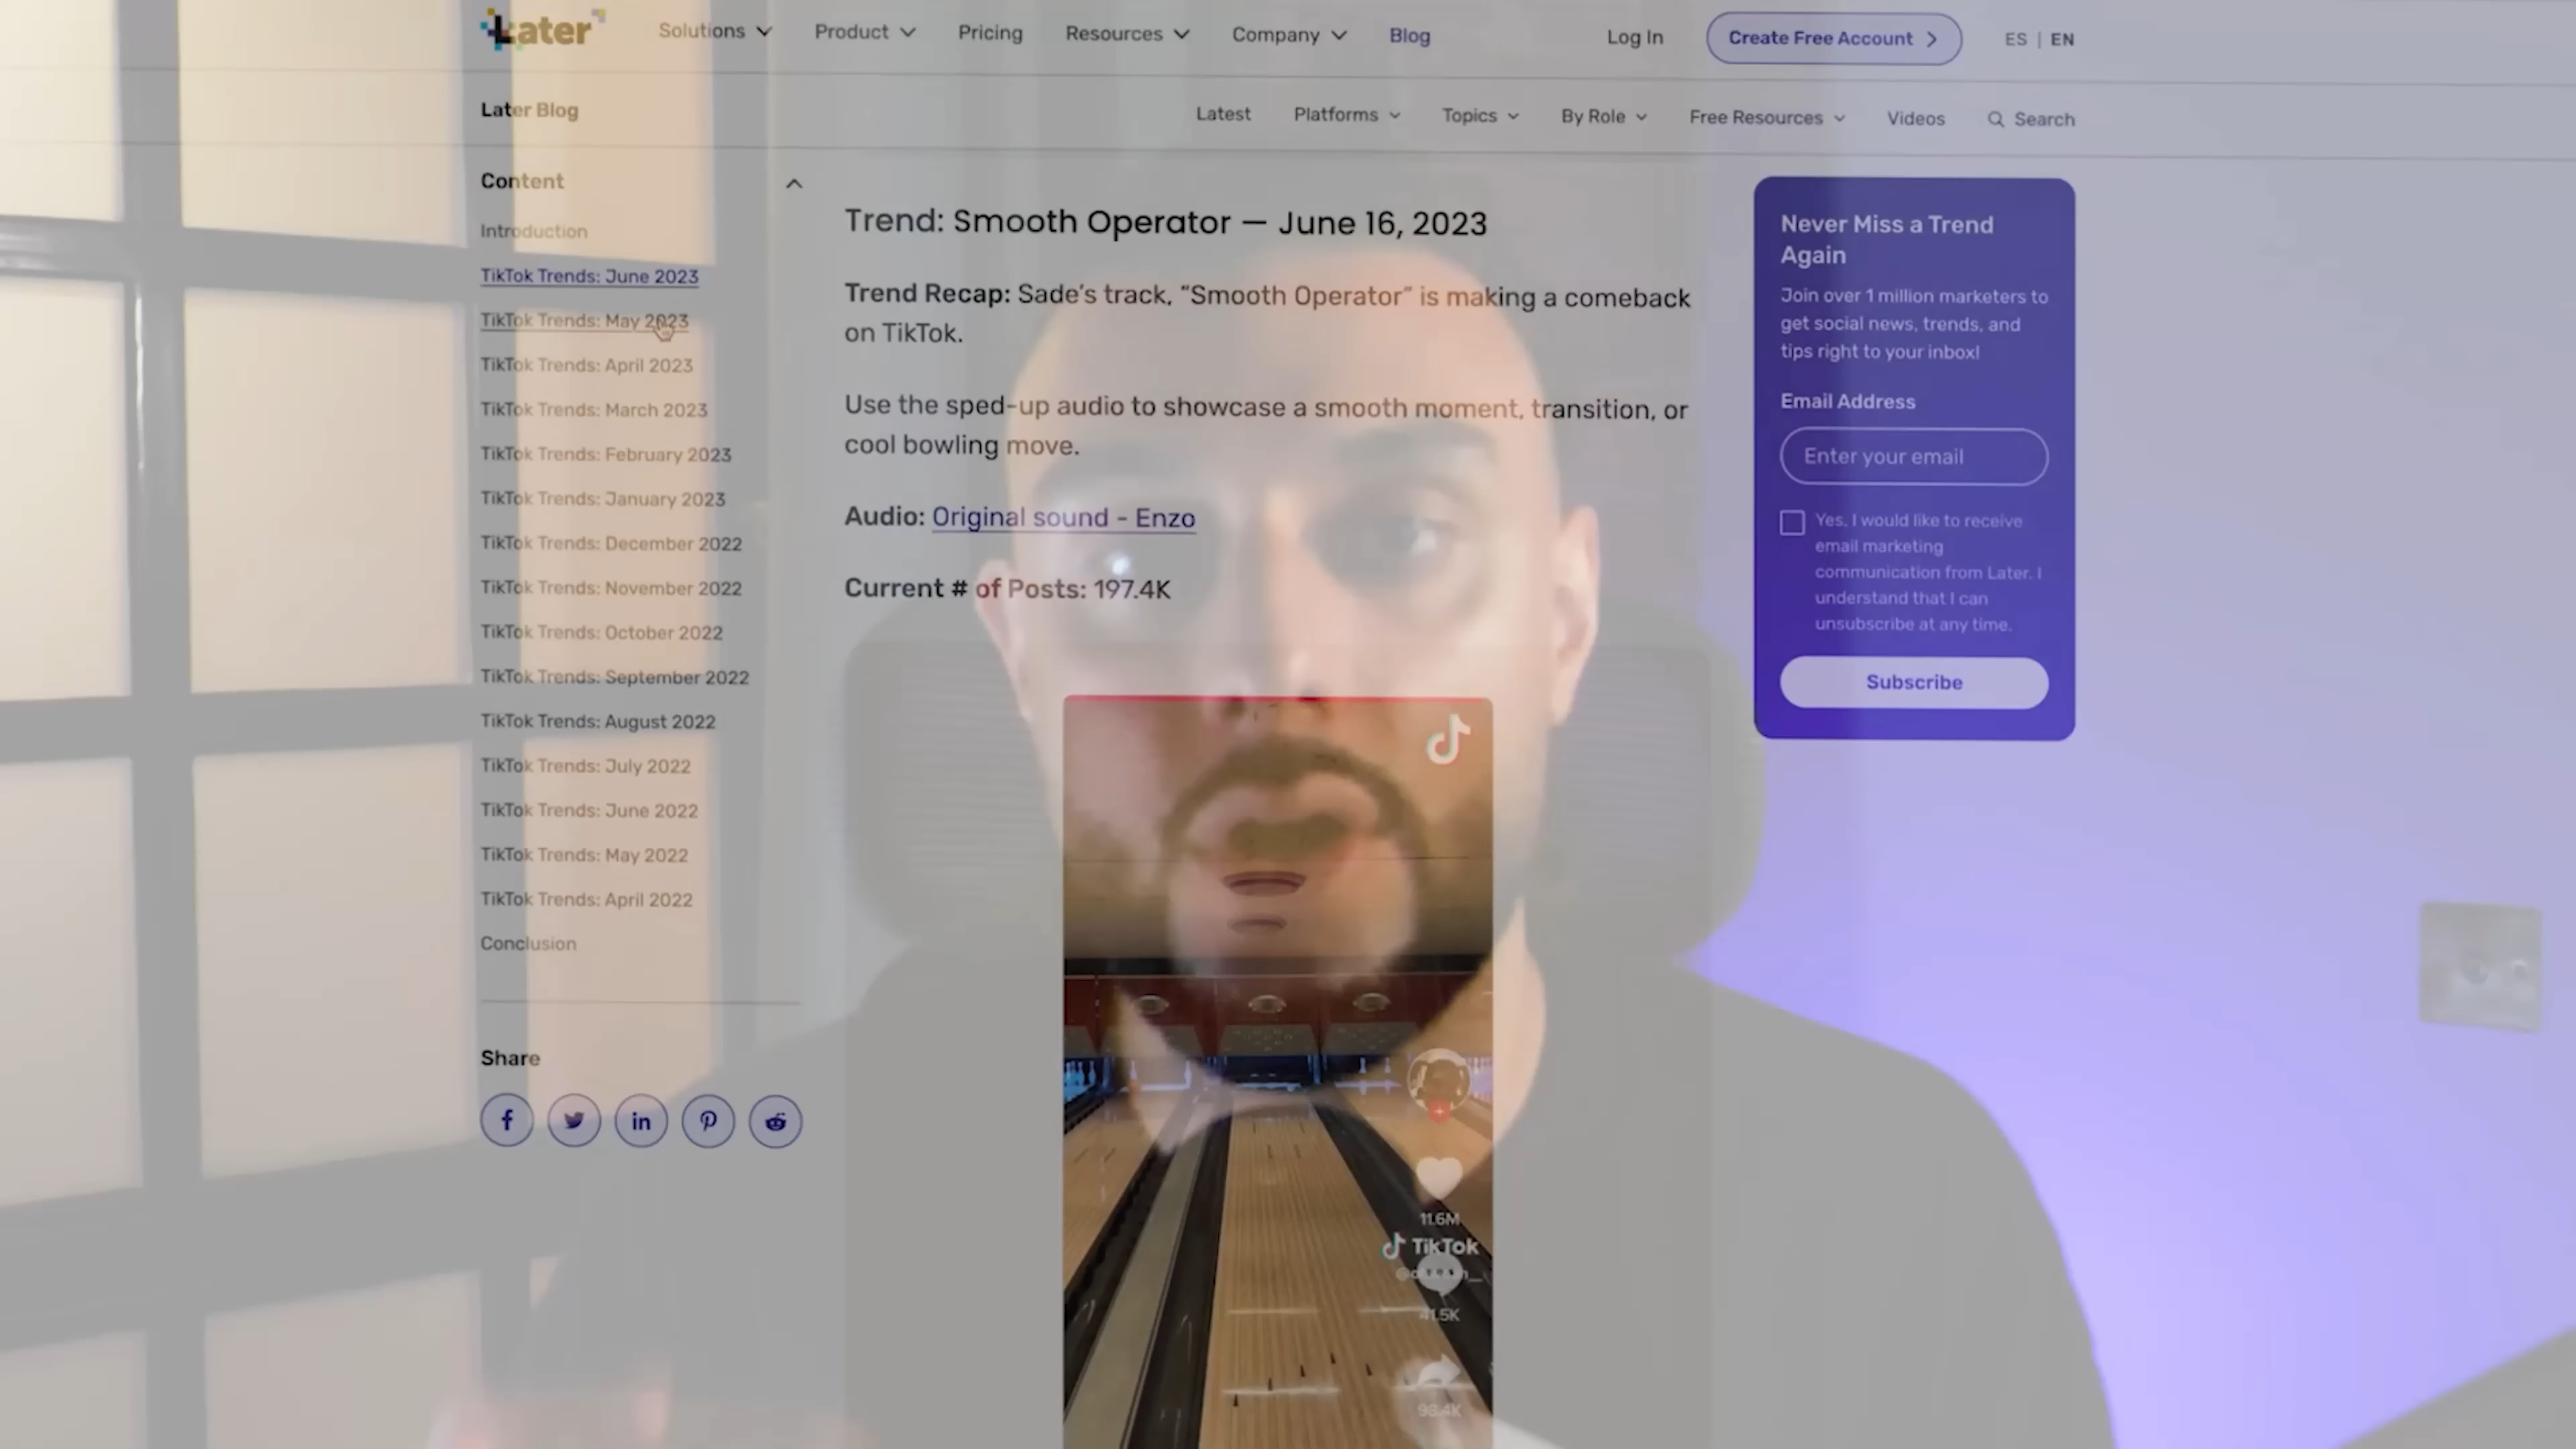 Later
Solutions
Product
Pricing
Resources
Company
Blog
Log In
Create Free Account
ES | EN
Later Blog
Latest
Platforms
Topics
By Role
Free Resources
Videos
Search
Content
Introduction
TikTok Trends: June 2023
TikTok Trends: May 2023
TikTok Trends: April 2023
TikTok Trends: March 2023
TikTok Trends: February 2023
TikTok Trends: January 2023
TikTok Trends: December 2022
TikTok Trends: November 2022
TikTok Trends: October 2022
TikTok Trends: September 2022
TikTok Trends: August 2022
TikTok Trends: July 2022
TikTok Trends: June 2022
TikTok Trends: May 2022
TikTok Trends: April 2022
Conclusion
Share
Trend: Smooth Operator — June 16, 2023
Trend Recap: Sade's track, "Smooth Operator" is making a comeback
on TikTok.
Use the sped-up audio to showcase a smooth moment, transition, or
cool bowling move.
Audio: Original sound - Enzo
Current # of Posts: 197.4K
11.6M
TikTok
41.5K
98.4K
Never Miss a Trend
Again
Join over 1 million marketers to
get social news, trends, and
tips right to your inbox!
Email Address
Enter your email
Yes, I would like to receive
email marketing
communication from Later. I
understand that I can
unsubscribe at any time.
Subscribe